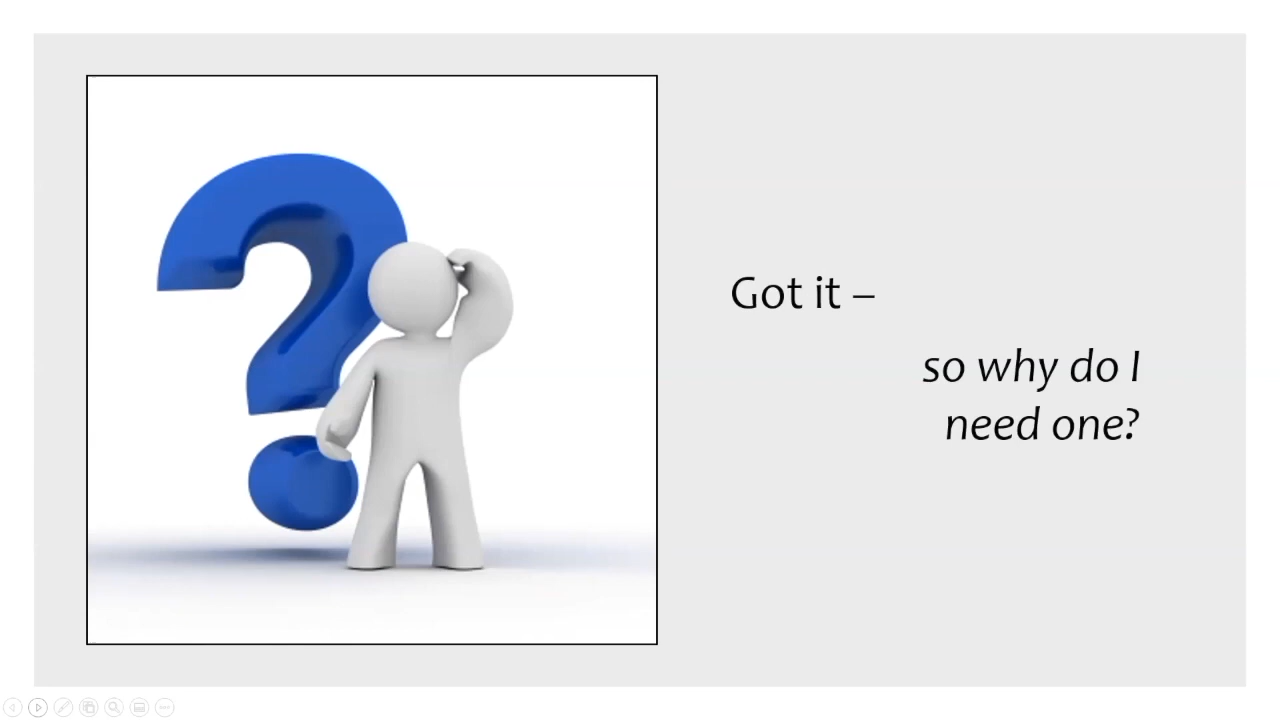 Got it –
so why do I
need one?